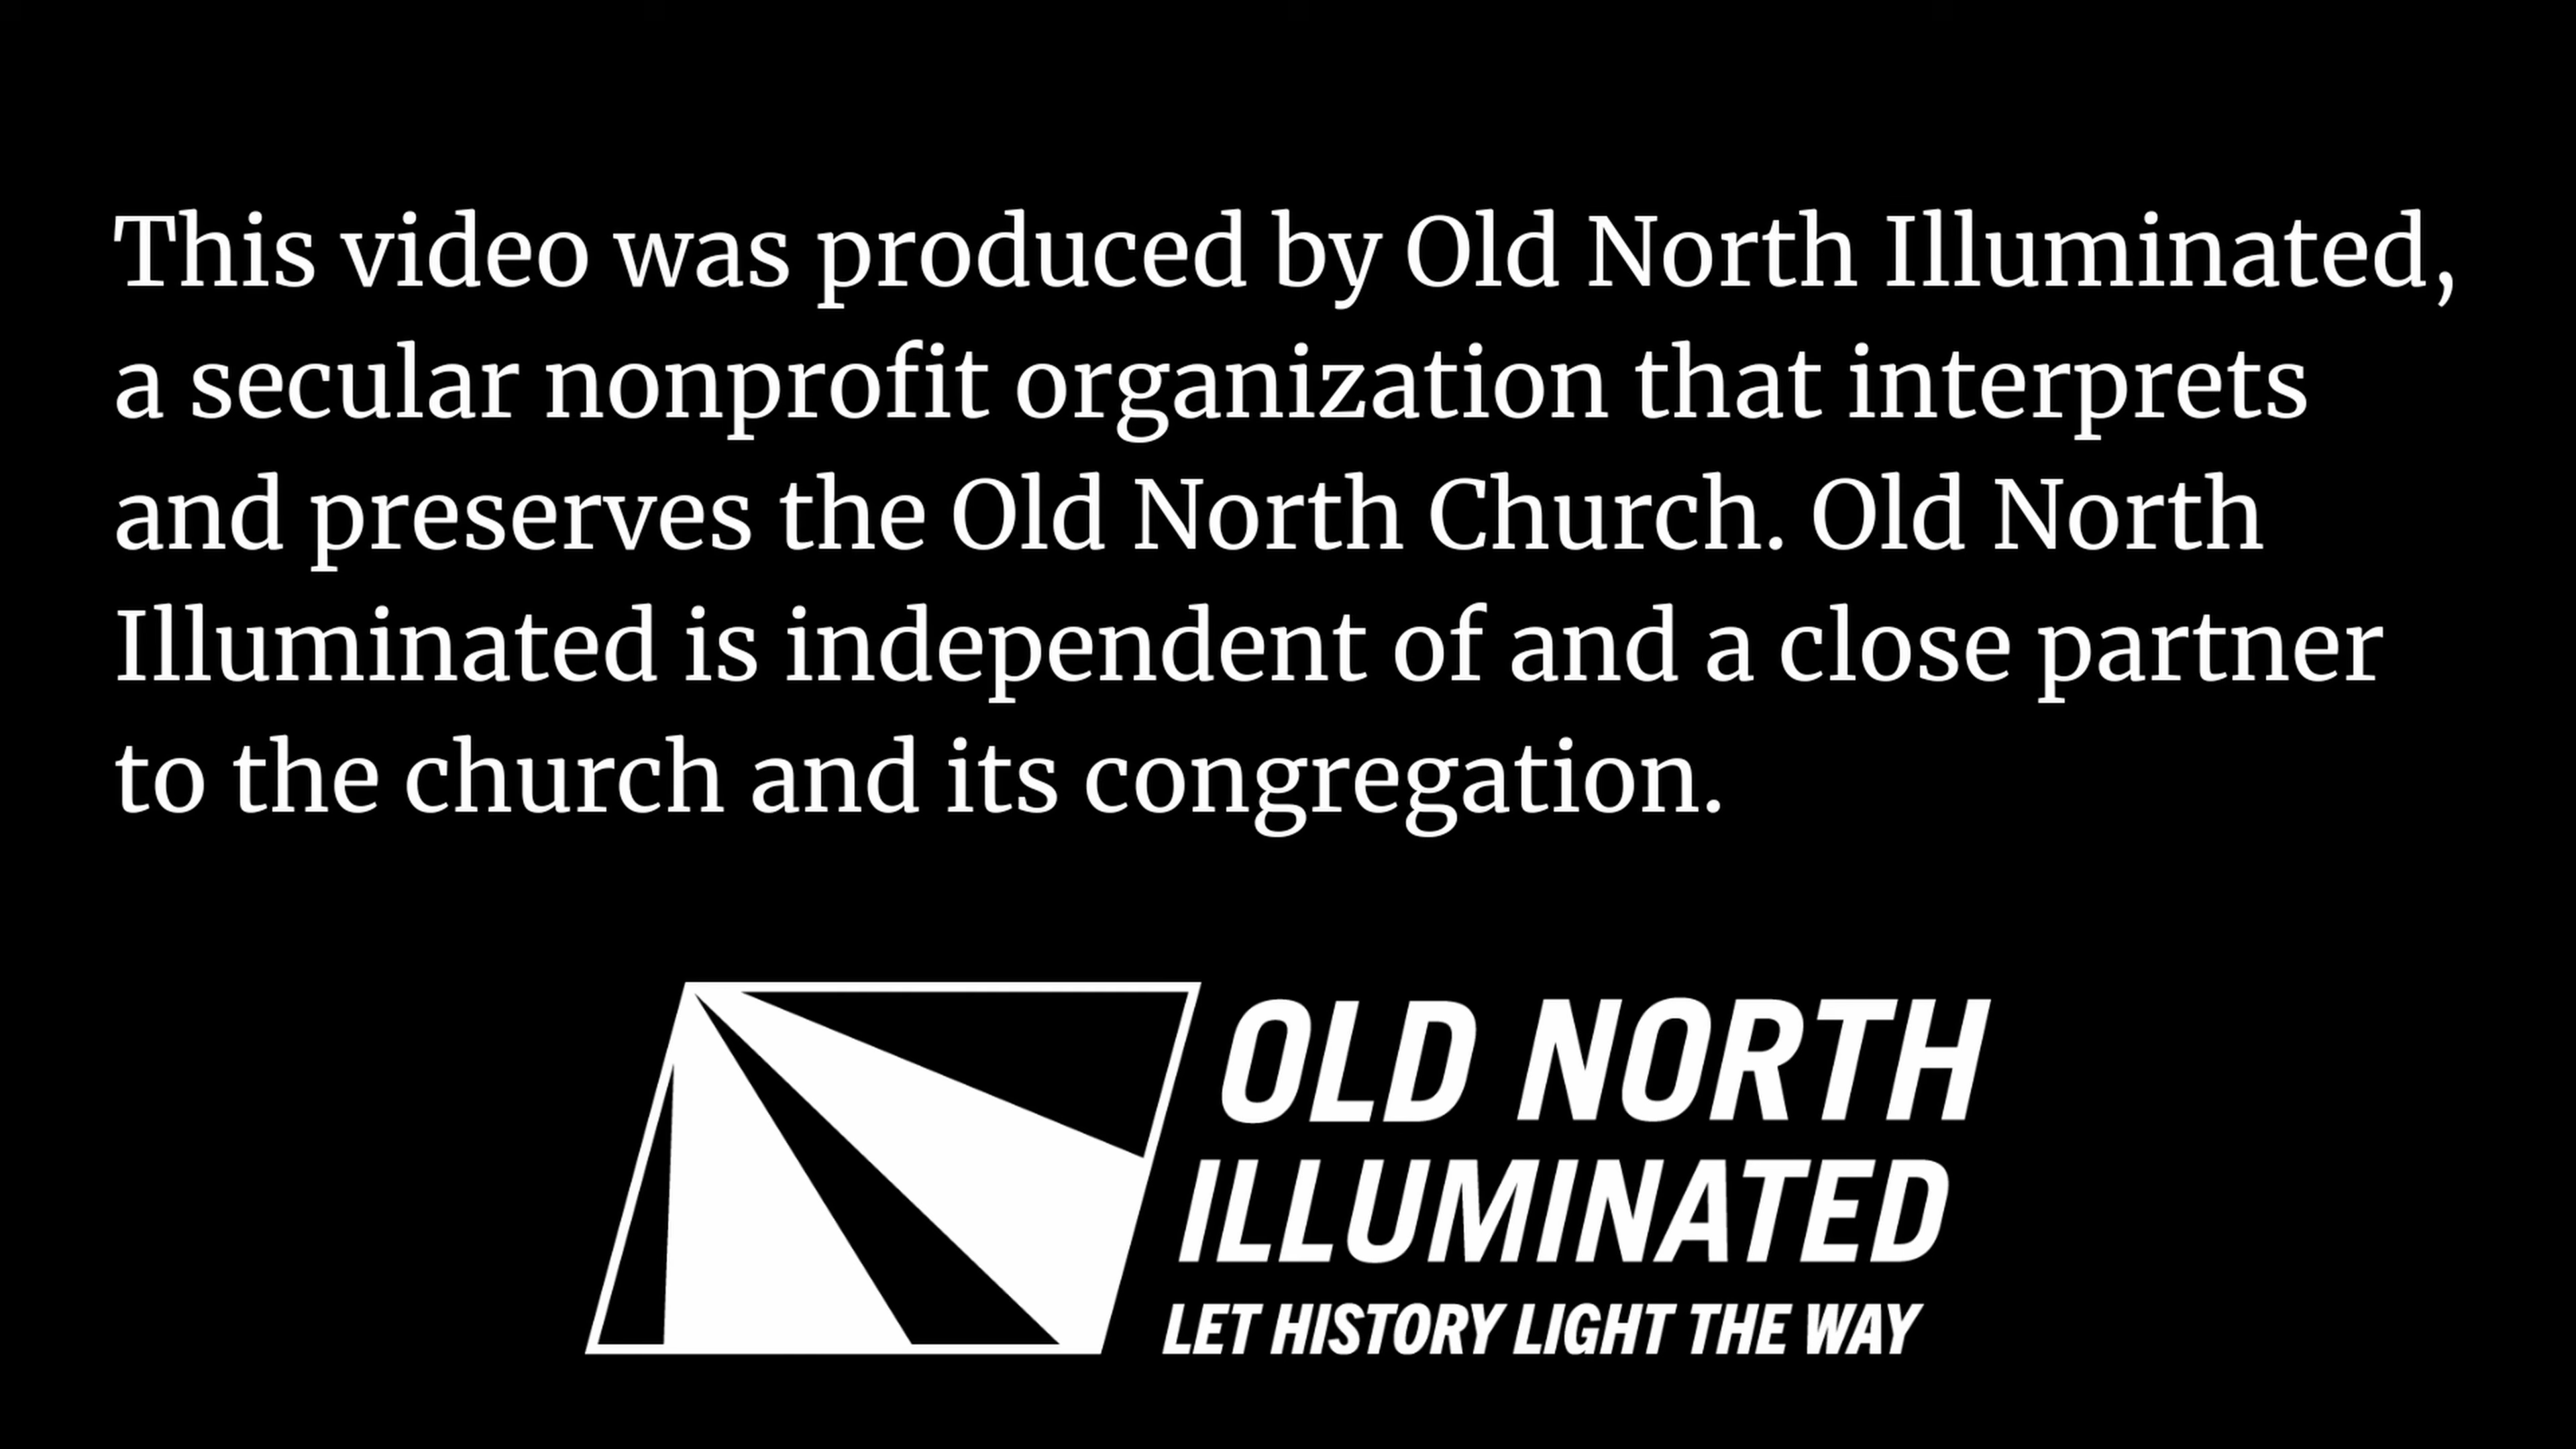 This video was produced by Old North Illuminated,
a secular nonprofit organization that interprets
and preserves the Old North Church. Old North
Illuminated is independent of and a close partner
to the church and its congregation.
OLD NORTH
ILLUMINATED
LET HISTORY LIGHT THE WAY